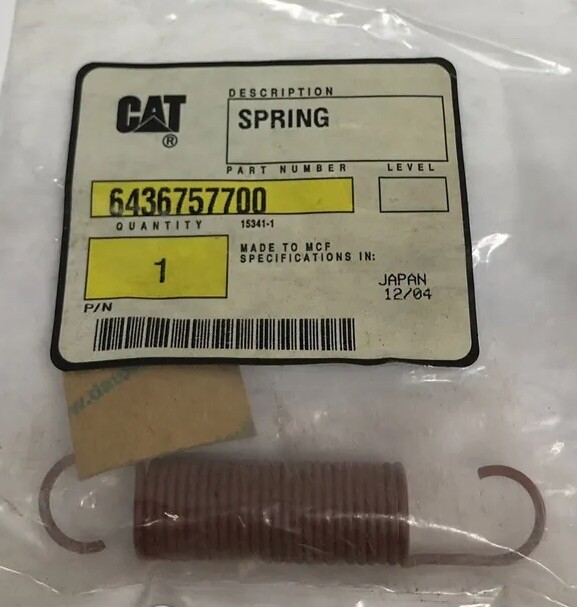 CAT®
DESCRIPTION
SPRING
PART NUMBER
LEVEL
6436757700
QUANTITY
15341-1
1
MADE TO MCF
SPECIFICATIONS IN:
JAPAN
12/04
P/N